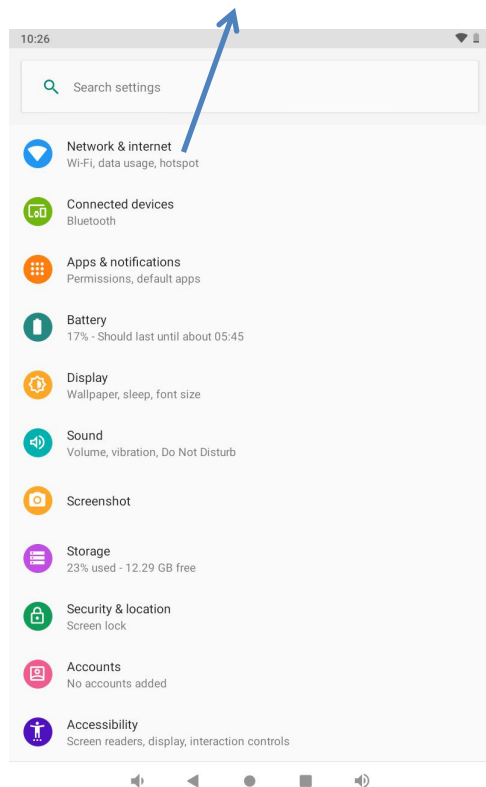 10:26
Search settings
Network & internet
Wi-Fi, data usage, hotspot
Connected devices
Bluetooth
Apps & notifications
Permissions, default apps
Battery
17% - Should last until about 05:45
Display
Wallpaper, sleep, font size
Sound
Volume, vibration, Do Not Disturb
Screenshot
Storage
23% used - 12.29 GB free
Security & location
Screen lock
Accounts
No accounts added
Accessibility
Screen readers, display, interaction controls